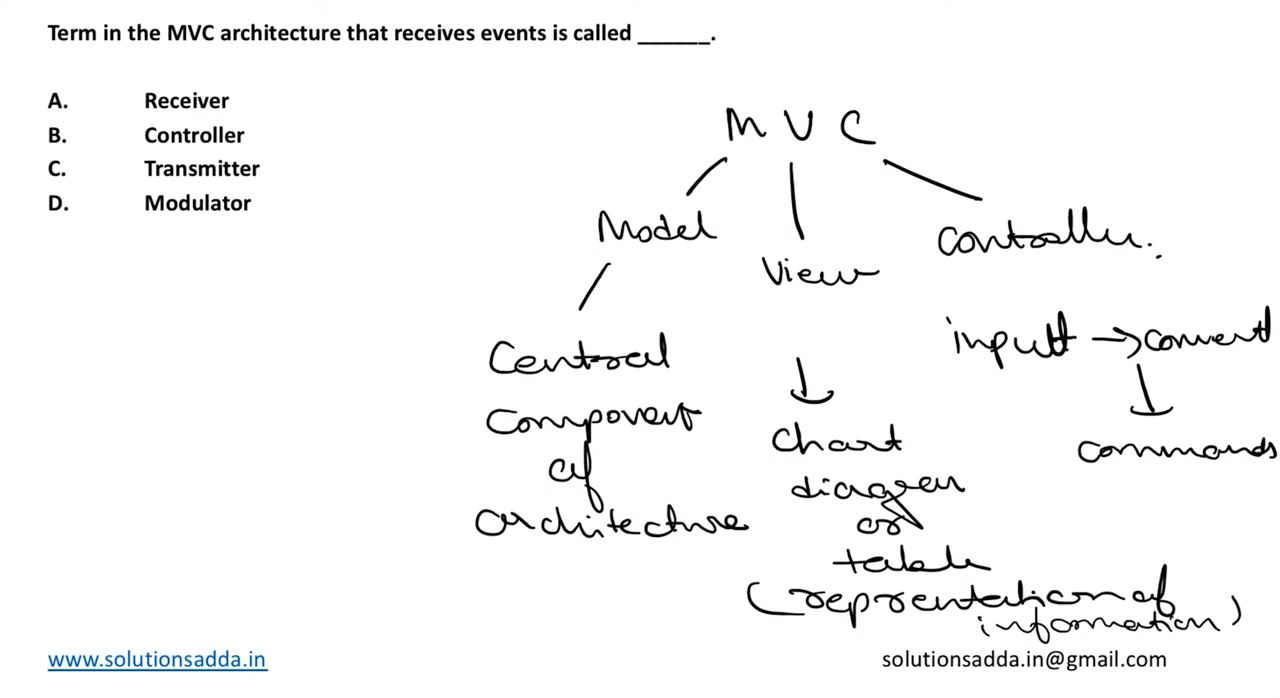 Term in the MVC architecture that receives events is called ______.
A. Receiver
B. Controller
C. Transmitter
D. Modulator
M V C
Model
View
Controller.
Central
component
of
architecture
chart
diagram
or
table
(representation of
information)
input → convert
commands
www.solutionsadda.in
solutionsadda.in@gmail.com